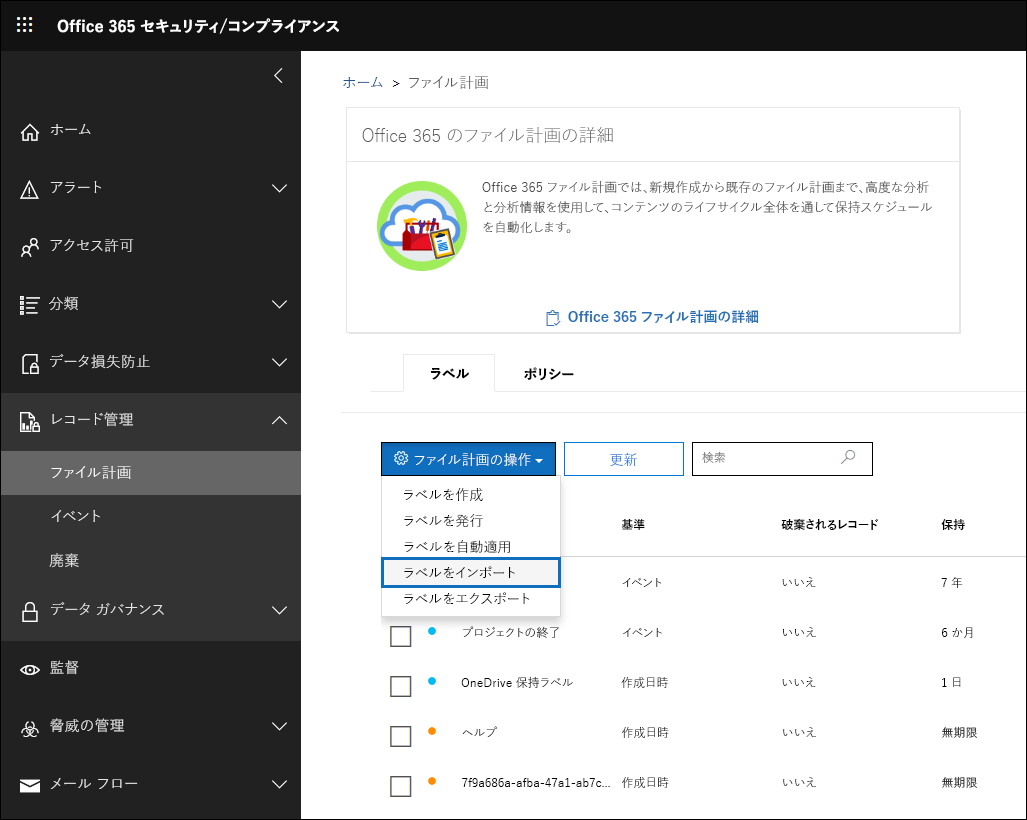 Office 365 セキュリティ/コンプライアンス
ホーム
アラート
アクセス許可
分類
データ損失防止
レコード管理
ファイル計画
イベント
廃棄
データ ガバナンス
監督
脅威の管理
メール フロー
ホーム > ファイル計画
Office 365 のファイル計画の詳細
Office 365 ファイル計画では、新規作成から既存のファイル計画まで、高度な分析
と分析情報を使用して、コンテンツのライフサイクル全体を通して保持スケジュール
を自動化します。
Office 365 ファイル計画の詳細
ラベル ポリシー
ファイル計画の操作 更新 検索
ラベルを作成
ラベルを発行
ラベルを自動適用
ラベルをインポート
ラベルをエクスポート
基準 破棄されるレコード 保持
イベント いいえ 7 年
プロジェクトの終了 イベント いいえ 6 か月
OneDrive 保持ラベル 作成日時 いいえ 1 日
ヘルプ 作成日時 いいえ 無期限
7f9a686a-afba-47a1-ab7c... 作成日時 いいえ 無期限